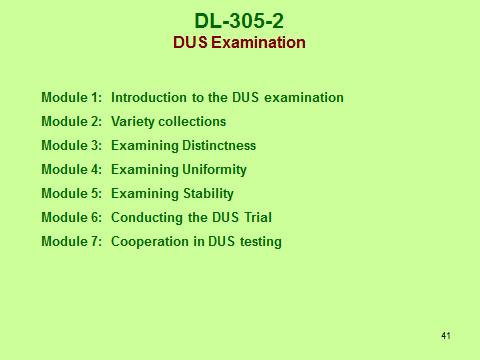 DL-305-2
DUS Examination
Module 1: Introduction to the DUS examination
Module 2: Variety collections
Module 3: Examining Distinctness
Module 4: Examining Uniformity
Module 5: Examining Stability
Module 6: Conducting the DUS Trial
Module 7: Cooperation in DUS testing
41